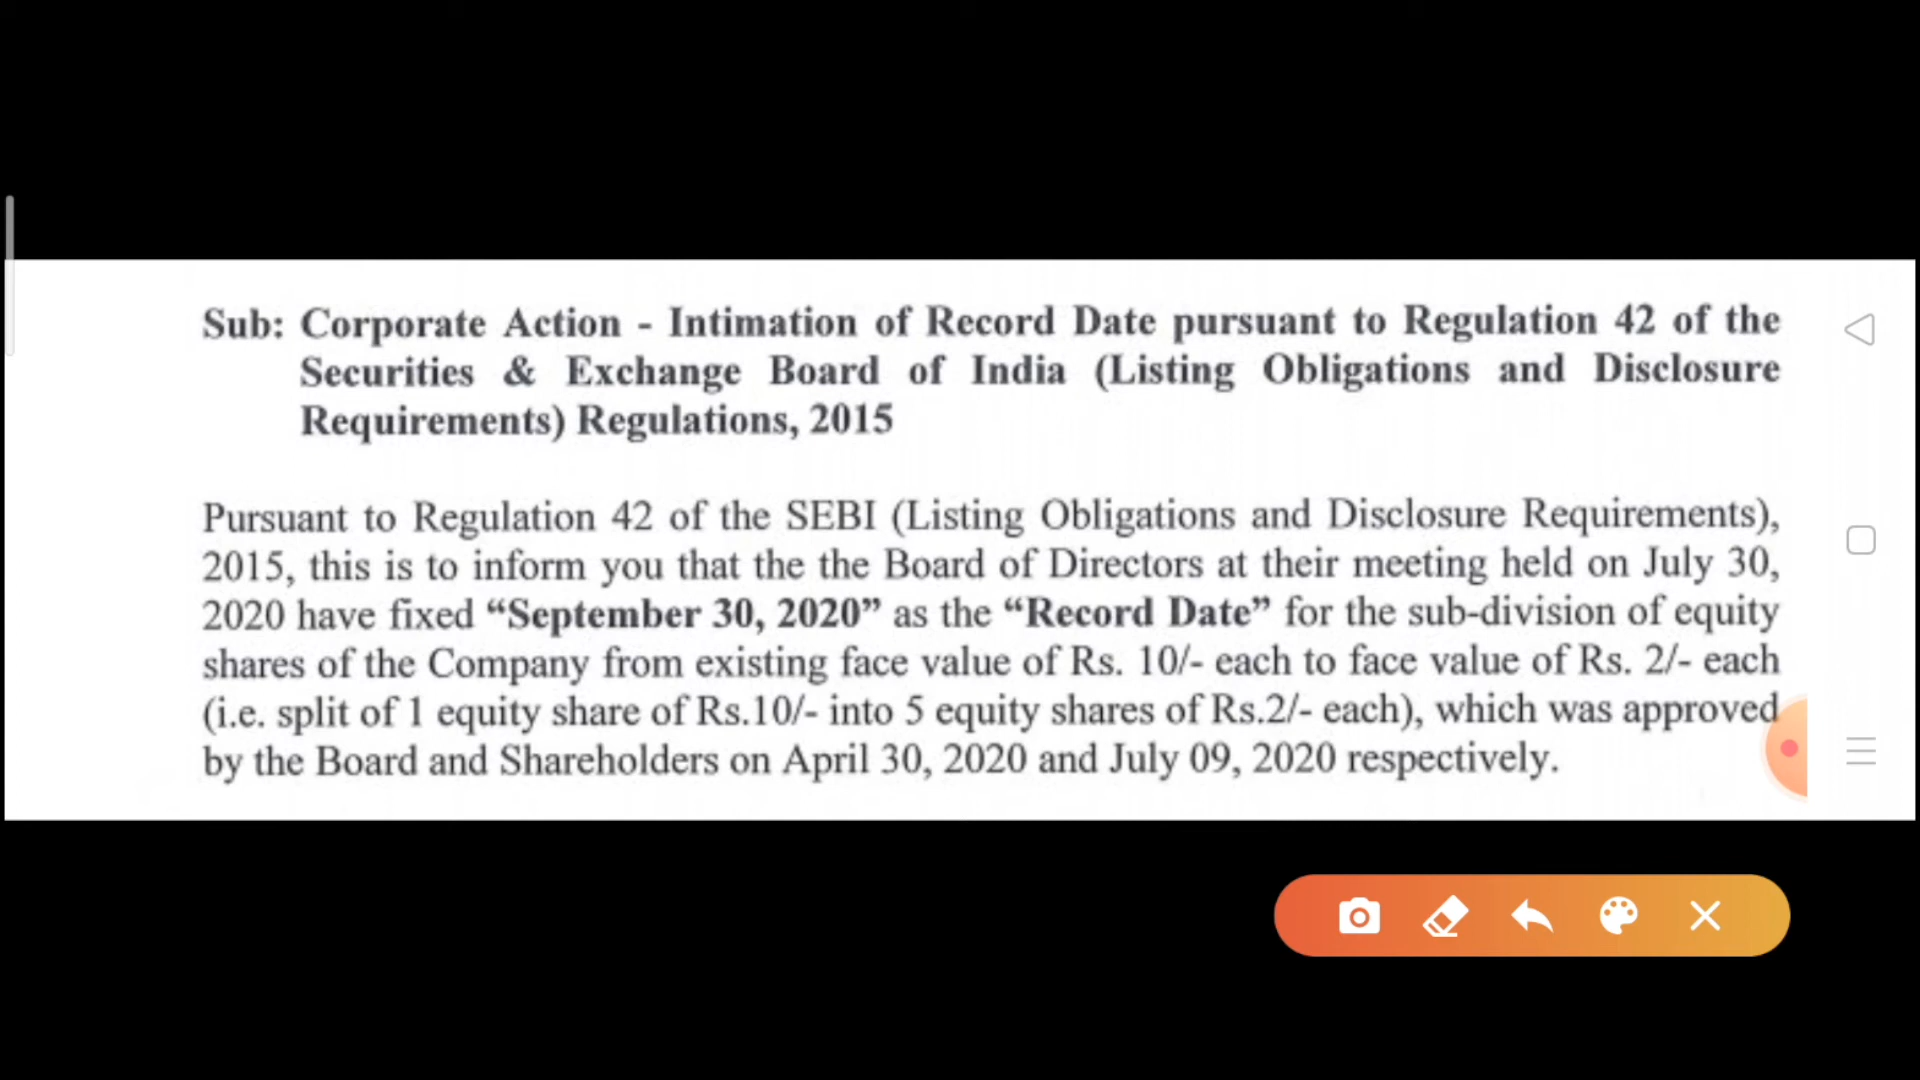 Sub: Corporate Action - Intimation of Record Date pursuant to Regulation 42 of the
Securities & Exchange Board of India (Listing Obligations and Disclosure
Requirements) Regulations, 2015
Pursuant to Regulation 42 of the SEBI (Listing Obligations and Disclosure Requirements),
2015, this is to inform you that the the Board of Directors at their meeting held on July 30,
2020 have fixed “September 30, 2020” as the “Record Date” for the sub-division of equity
shares of the Company from existing face value of Rs. 10/- each to face value of Rs. 2/- each
(i.e. split of 1 equity share of Rs.10/- into 5 equity shares of Rs.2/- each), which was approved
by the Board and Shareholders on April 30, 2020 and July 09, 2020 respectively.